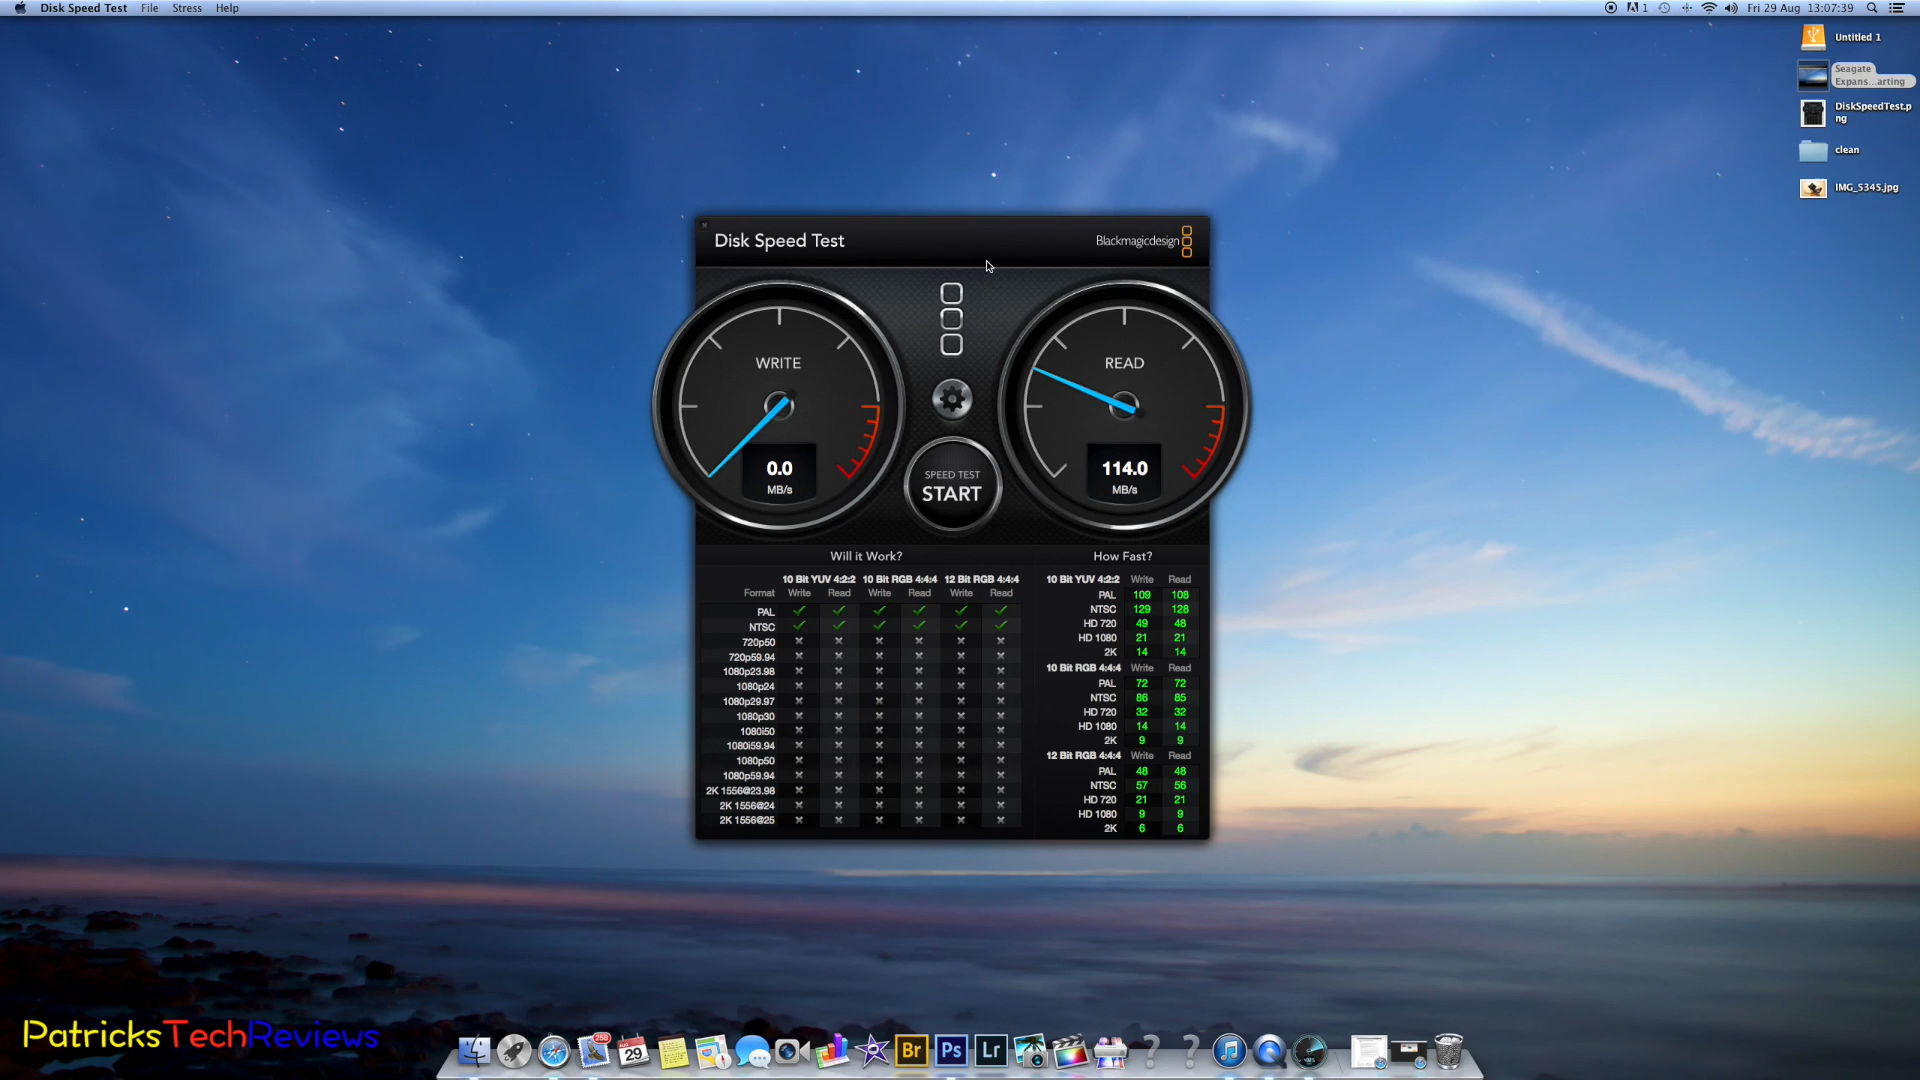 Disk Speed Test File Stress Help
1 Fri 29 Aug 13:07:39
Untitled 1
Seagate
Expans...arting
DiskSpeedTest.p
ng
clean
IMG_5345.jpg
Disk Speed Test
Blackmagicdesign
WRITE
0.0
MB/s
SPEED TEST
START
READ
114.0
MB/s
Will it Work?
10 Bit YUV 4:2:2 10 Bit RGB 4:4:4 12 Bit RGB 4:4:4
Format Write Read Write Read Write Read
PAL
NTSC
720p50
720p59.94
1080p23.98
1080p24
1080p29.97
1080p30
1080i50
1080i59.94
1080p50
1080p59.94
2K 1556@23.98
2K 1556@24
2K 1556@25
How Fast?
10 Bit YUV 4:2:2 Write Read
PAL 109 108
NTSC 129 128
HD 720 49 48
HD 1080 21 21
2K 14 14
10 Bit RGB 4:4:4 Write Read
PAL 72 72
NTSC 86 85
HD 720 32 32
HD 1080 14 14
2K 9 9
12 Bit RGB 4:4:4 Write Read
PAL 48 48
NTSC 57 56
HD 720 21 21
HD 1080 9 9
2K 6 6
PatricksTechReviews
258
29
Br
Ps
Lr
? ?